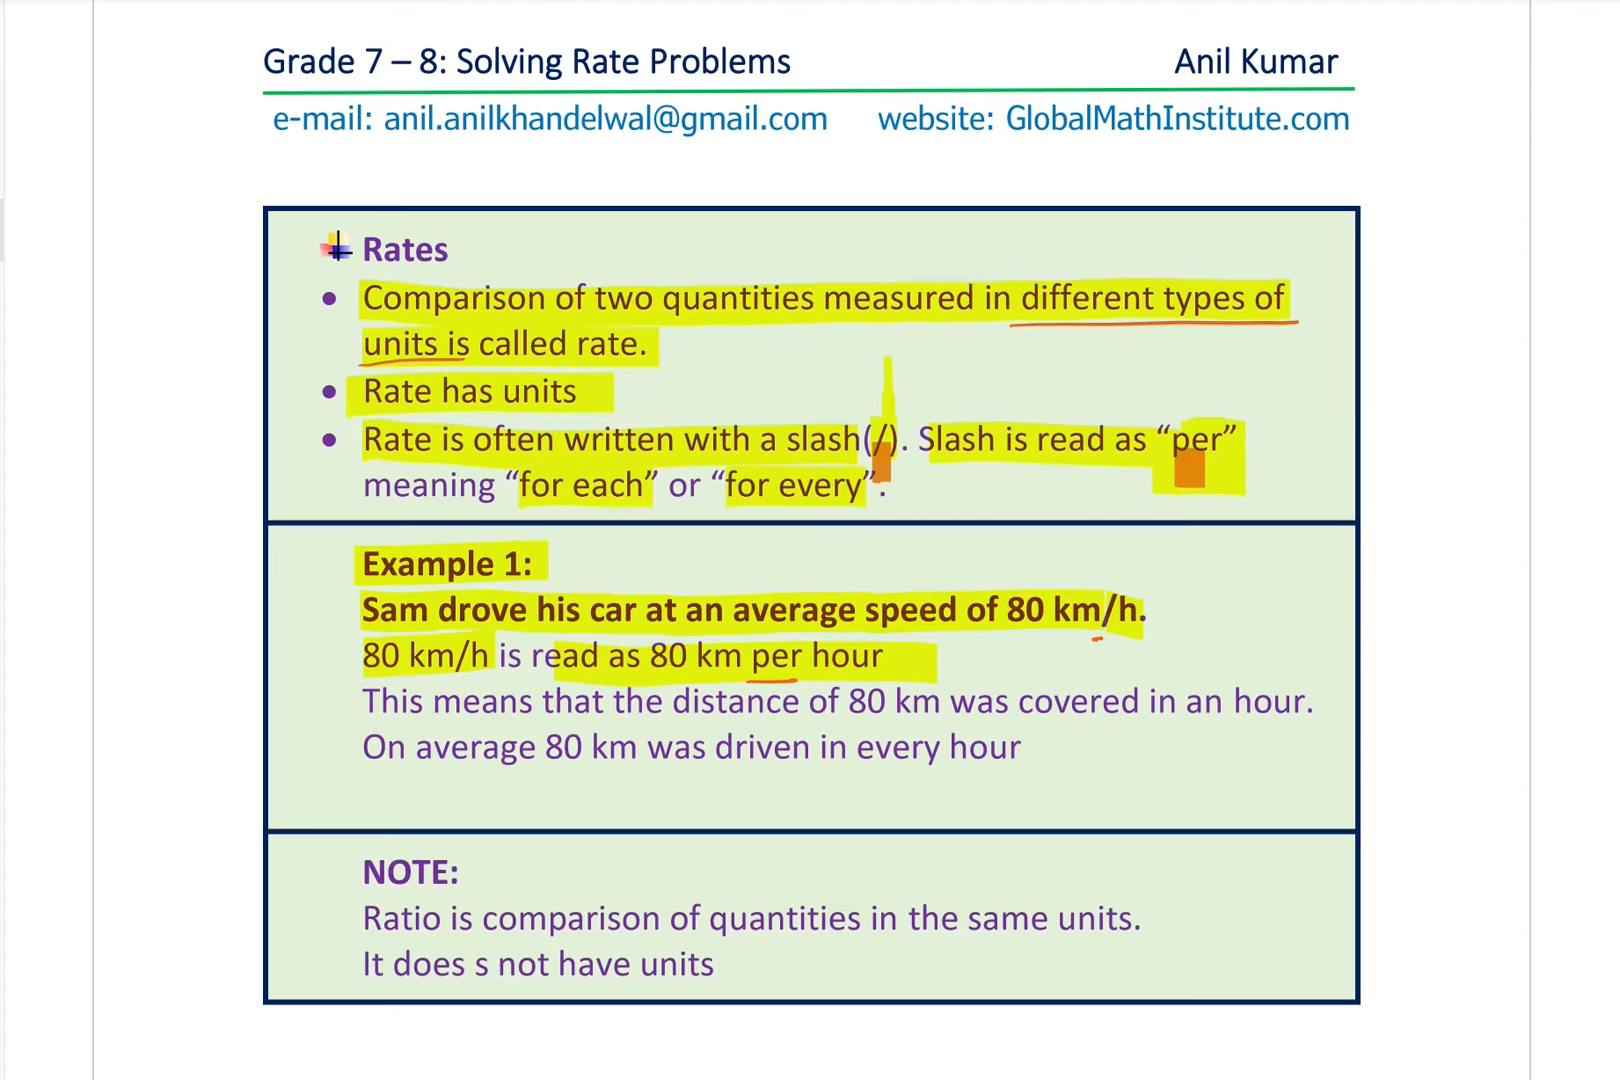 Grade 7 – 8: Solving Rate Problems Anil Kumar
e-mail: anil.anilkhandelwal@gmail.com website: GlobalMathInstitute.com
Rates
• Comparison of two quantities measured in different types of
units is called rate.
• Rate has units
• Rate is often written with a slash(/). Slash is read as “per”
meaning “for each” or “for every”.
Example 1:
Sam drove his car at an average speed of 80 km/h.
80 km/h is read as 80 km per hour
This means that the distance of 80 km was covered in an hour.
On average 80 km was driven in every hour
NOTE:
Ratio is comparison of quantities in the same units.
It does s not have units